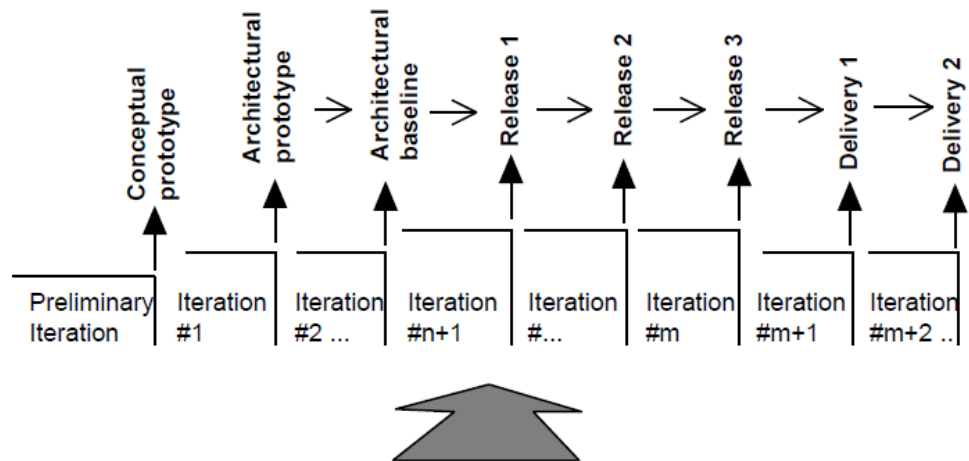 Conceptual
prototype
Architectural
prototype
Architectural
baseline
Release 1
Release 2
Release 3
Delivery 1
Delivery 2
Preliminary
Iteration
Iteration
#1
Iteration
#2 ...
Iteration
#n+1
Iteration
#...
Iteration
#m
Iteration
#m+1
Iteration
#m+2 ..